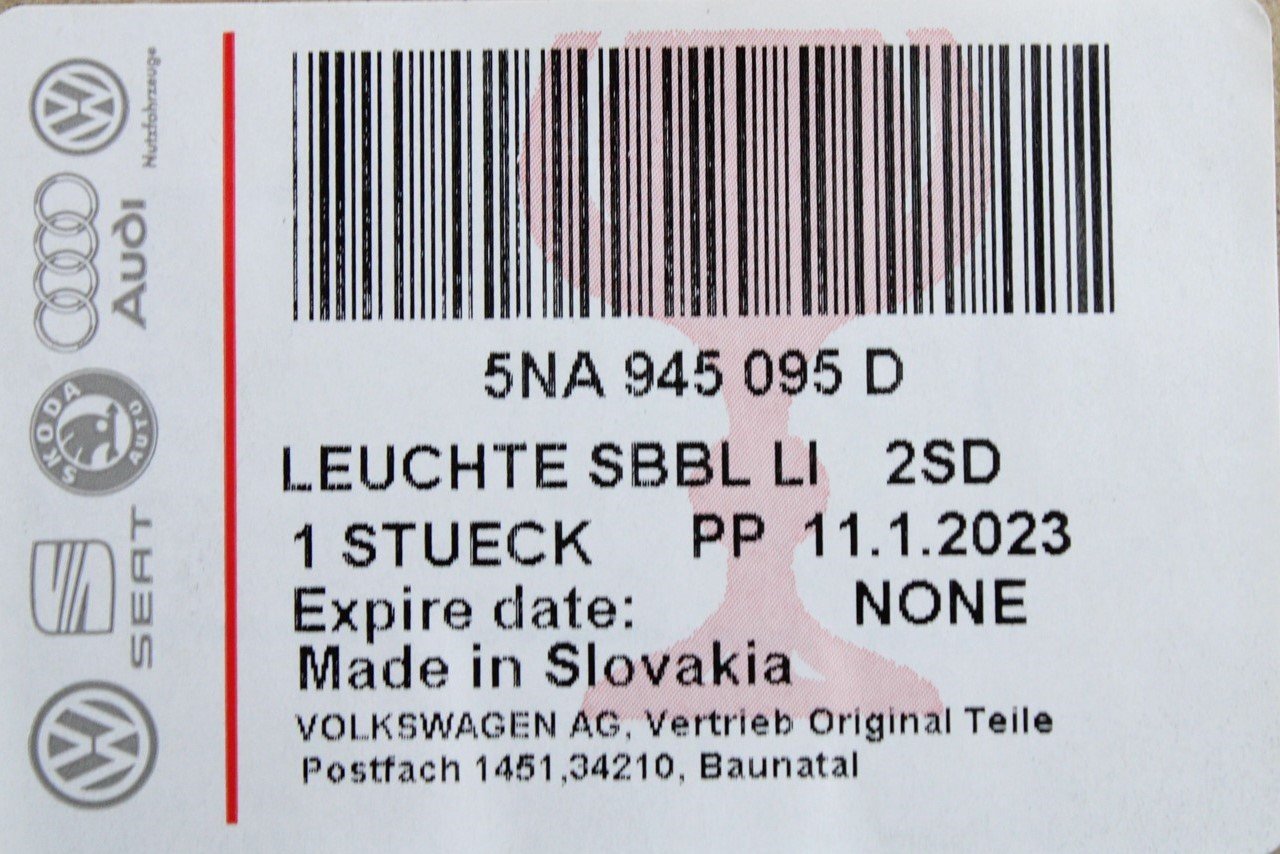 Nutzfahrzeuge
Audi
SKODA
AUTO
SEAT
5NA 945 095 D
LEUCHTE SBBL LI 2SD
1 STUECK PP 11.1.2023
Expire date: NONE
Made in Slovakia
VOLKSWAGEN AG, Vertrieb Original Teile
Postfach 1451,34210, Baunatal